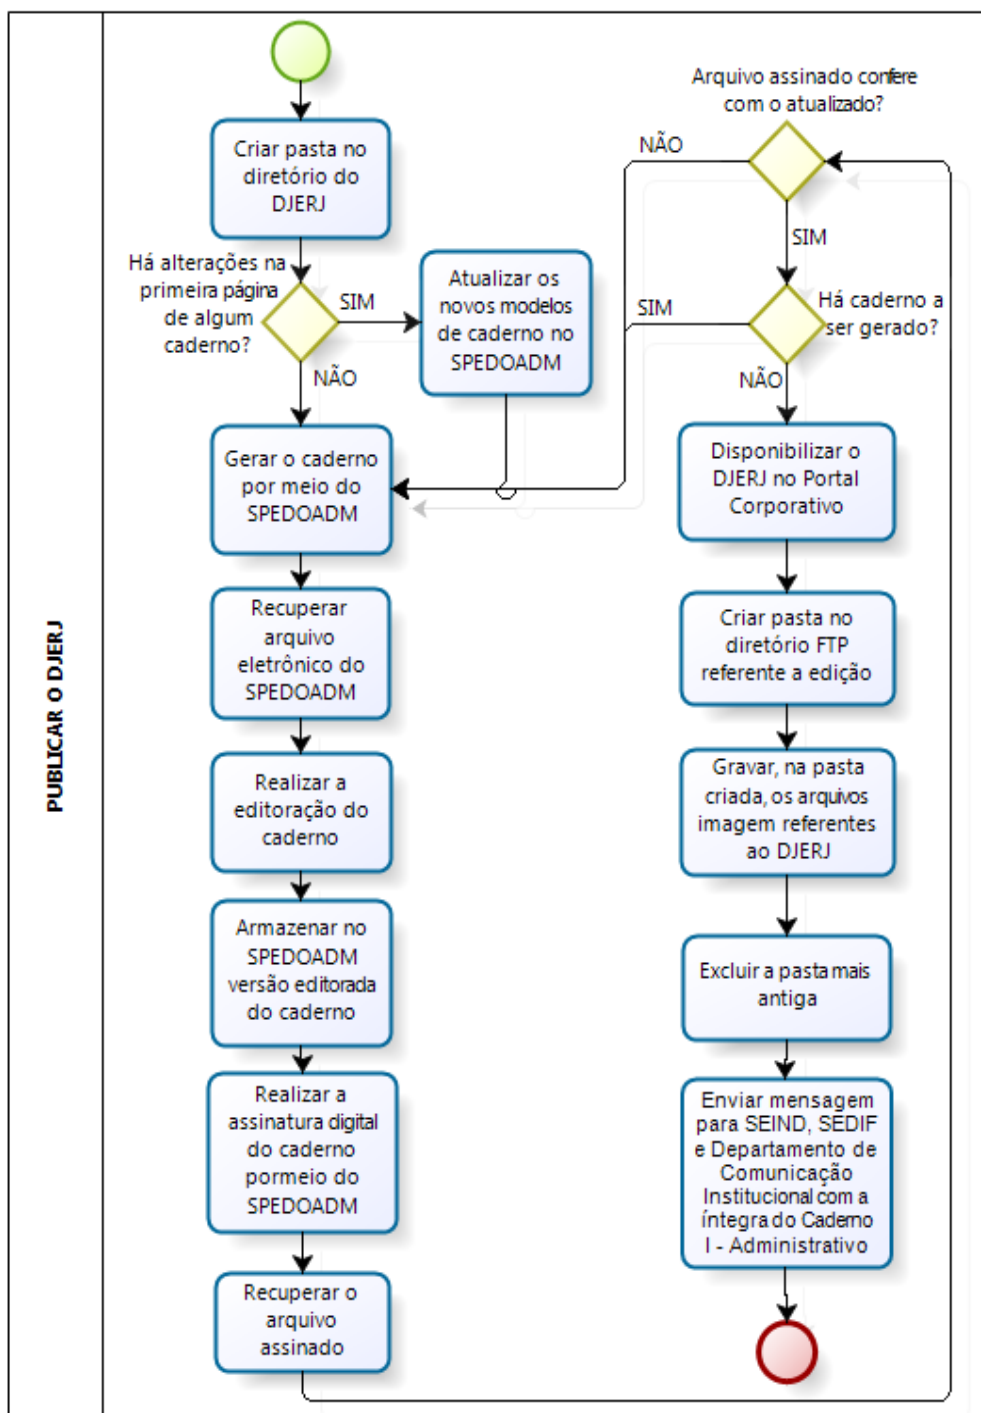 PUBLICAR O DJERJ
Criar pasta no
diretório do
DJERJ
Há alterações na
primeira página
de algum
caderno?
SIM
NÃO
Atualizar os
novos modelos
de caderno no
SPEDOADM
Gerar o caderno
por meio do
SPEDOADM
Recuperar
arquivo
eletrônico do
SPEDOADM
Realizar a
editoração do
caderno
Armazenar no
SPEDOADM
versão editorada
do caderno
Realizar a
assinatura digital
do caderno
pormeio do
SPEDOADM
Recuperar o
arquivo
assinado
Arquivo assinado confere
com o atualizado?
NÃO
SIM
Há caderno a
ser gerado?
SIM
NÃO
Disponibilizar o
DJERJ no Portal
Corporativo
Criar pasta no
diretório FTP
referente a edição
Gravar, na pasta
criada, os arquivos
imagem referentes
ao DJERJ
Excluir a pasta mais
antiga
Enviar mensagem
para SEIND, SEDIF
e Departamento de
Comunicação
Institucional com a
íntegra do Caderno
I - Administrativo